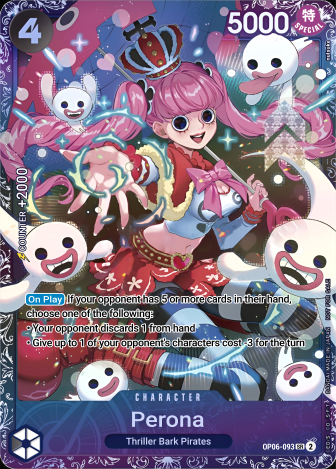 4
5000
特
SPECIAL
COUNTER +2000
On Play If your opponent has 5 or more cards in their hand,
choose one of the following:
• Your opponent discards 1 from hand
• Give up to 1 of your opponent's characters cost -3 for the turn
CHARACTER
Perona
Thriller Bark Pirates
OP06-093 SR 2